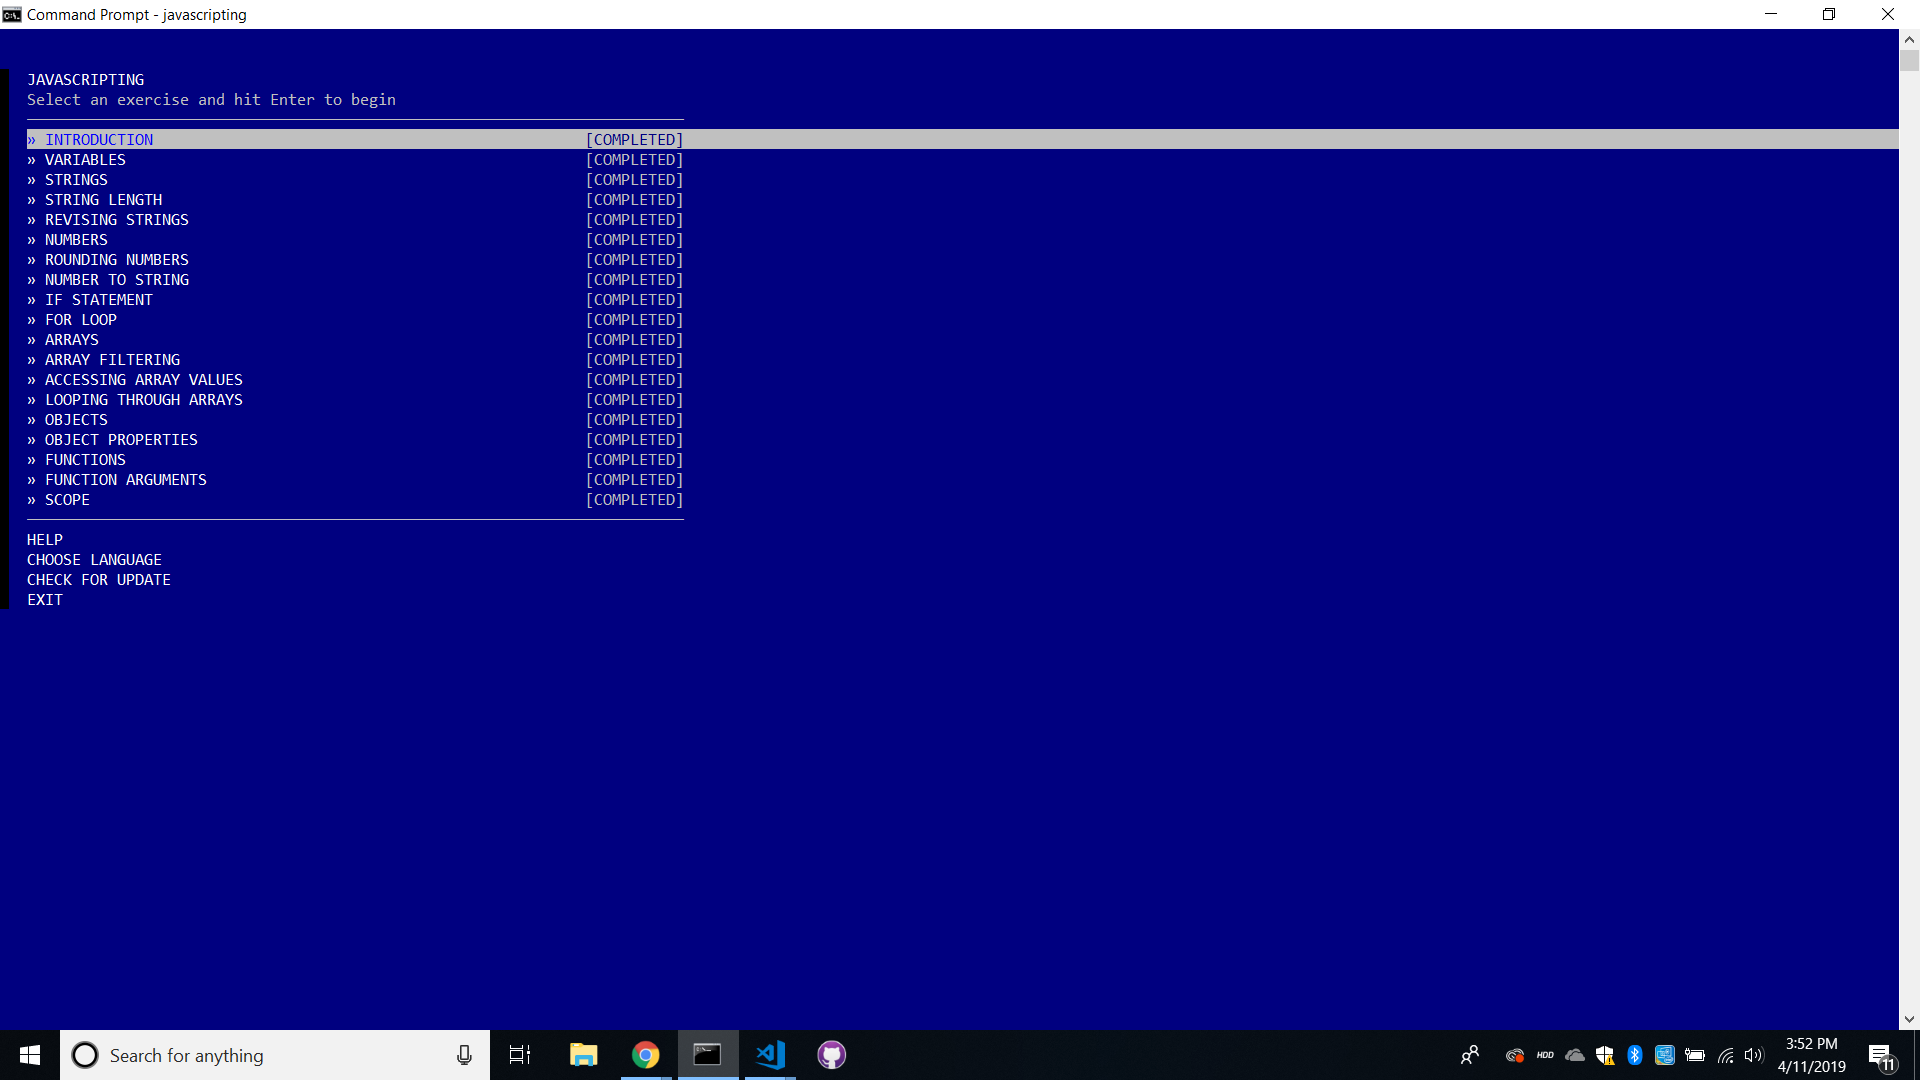 Command Prompt - javascripting
JAVASCRIPTING
Select an exercise and hit Enter to begin
» INTRODUCTION [COMPLETED]
» VARIABLES [COMPLETED]
» STRINGS [COMPLETED]
» STRING LENGTH [COMPLETED]
» REVISING STRINGS [COMPLETED]
» NUMBERS [COMPLETED]
» ROUNDING NUMBERS [COMPLETED]
» NUMBER TO STRING [COMPLETED]
» IF STATEMENT [COMPLETED]
» FOR LOOP [COMPLETED]
» ARRAYS [COMPLETED]
» ARRAY FILTERING [COMPLETED]
» ACCESSING ARRAY VALUES [COMPLETED]
» LOOPING THROUGH ARRAYS [COMPLETED]
» OBJECTS [COMPLETED]
» OBJECT PROPERTIES [COMPLETED]
» FUNCTIONS [COMPLETED]
» FUNCTION ARGUMENTS [COMPLETED]
» SCOPE [COMPLETED]
HELP
CHOOSE LANGUAGE
CHECK FOR UPDATE
EXIT
Search for anything
HDD
3:52 PM
4/11/2019
11